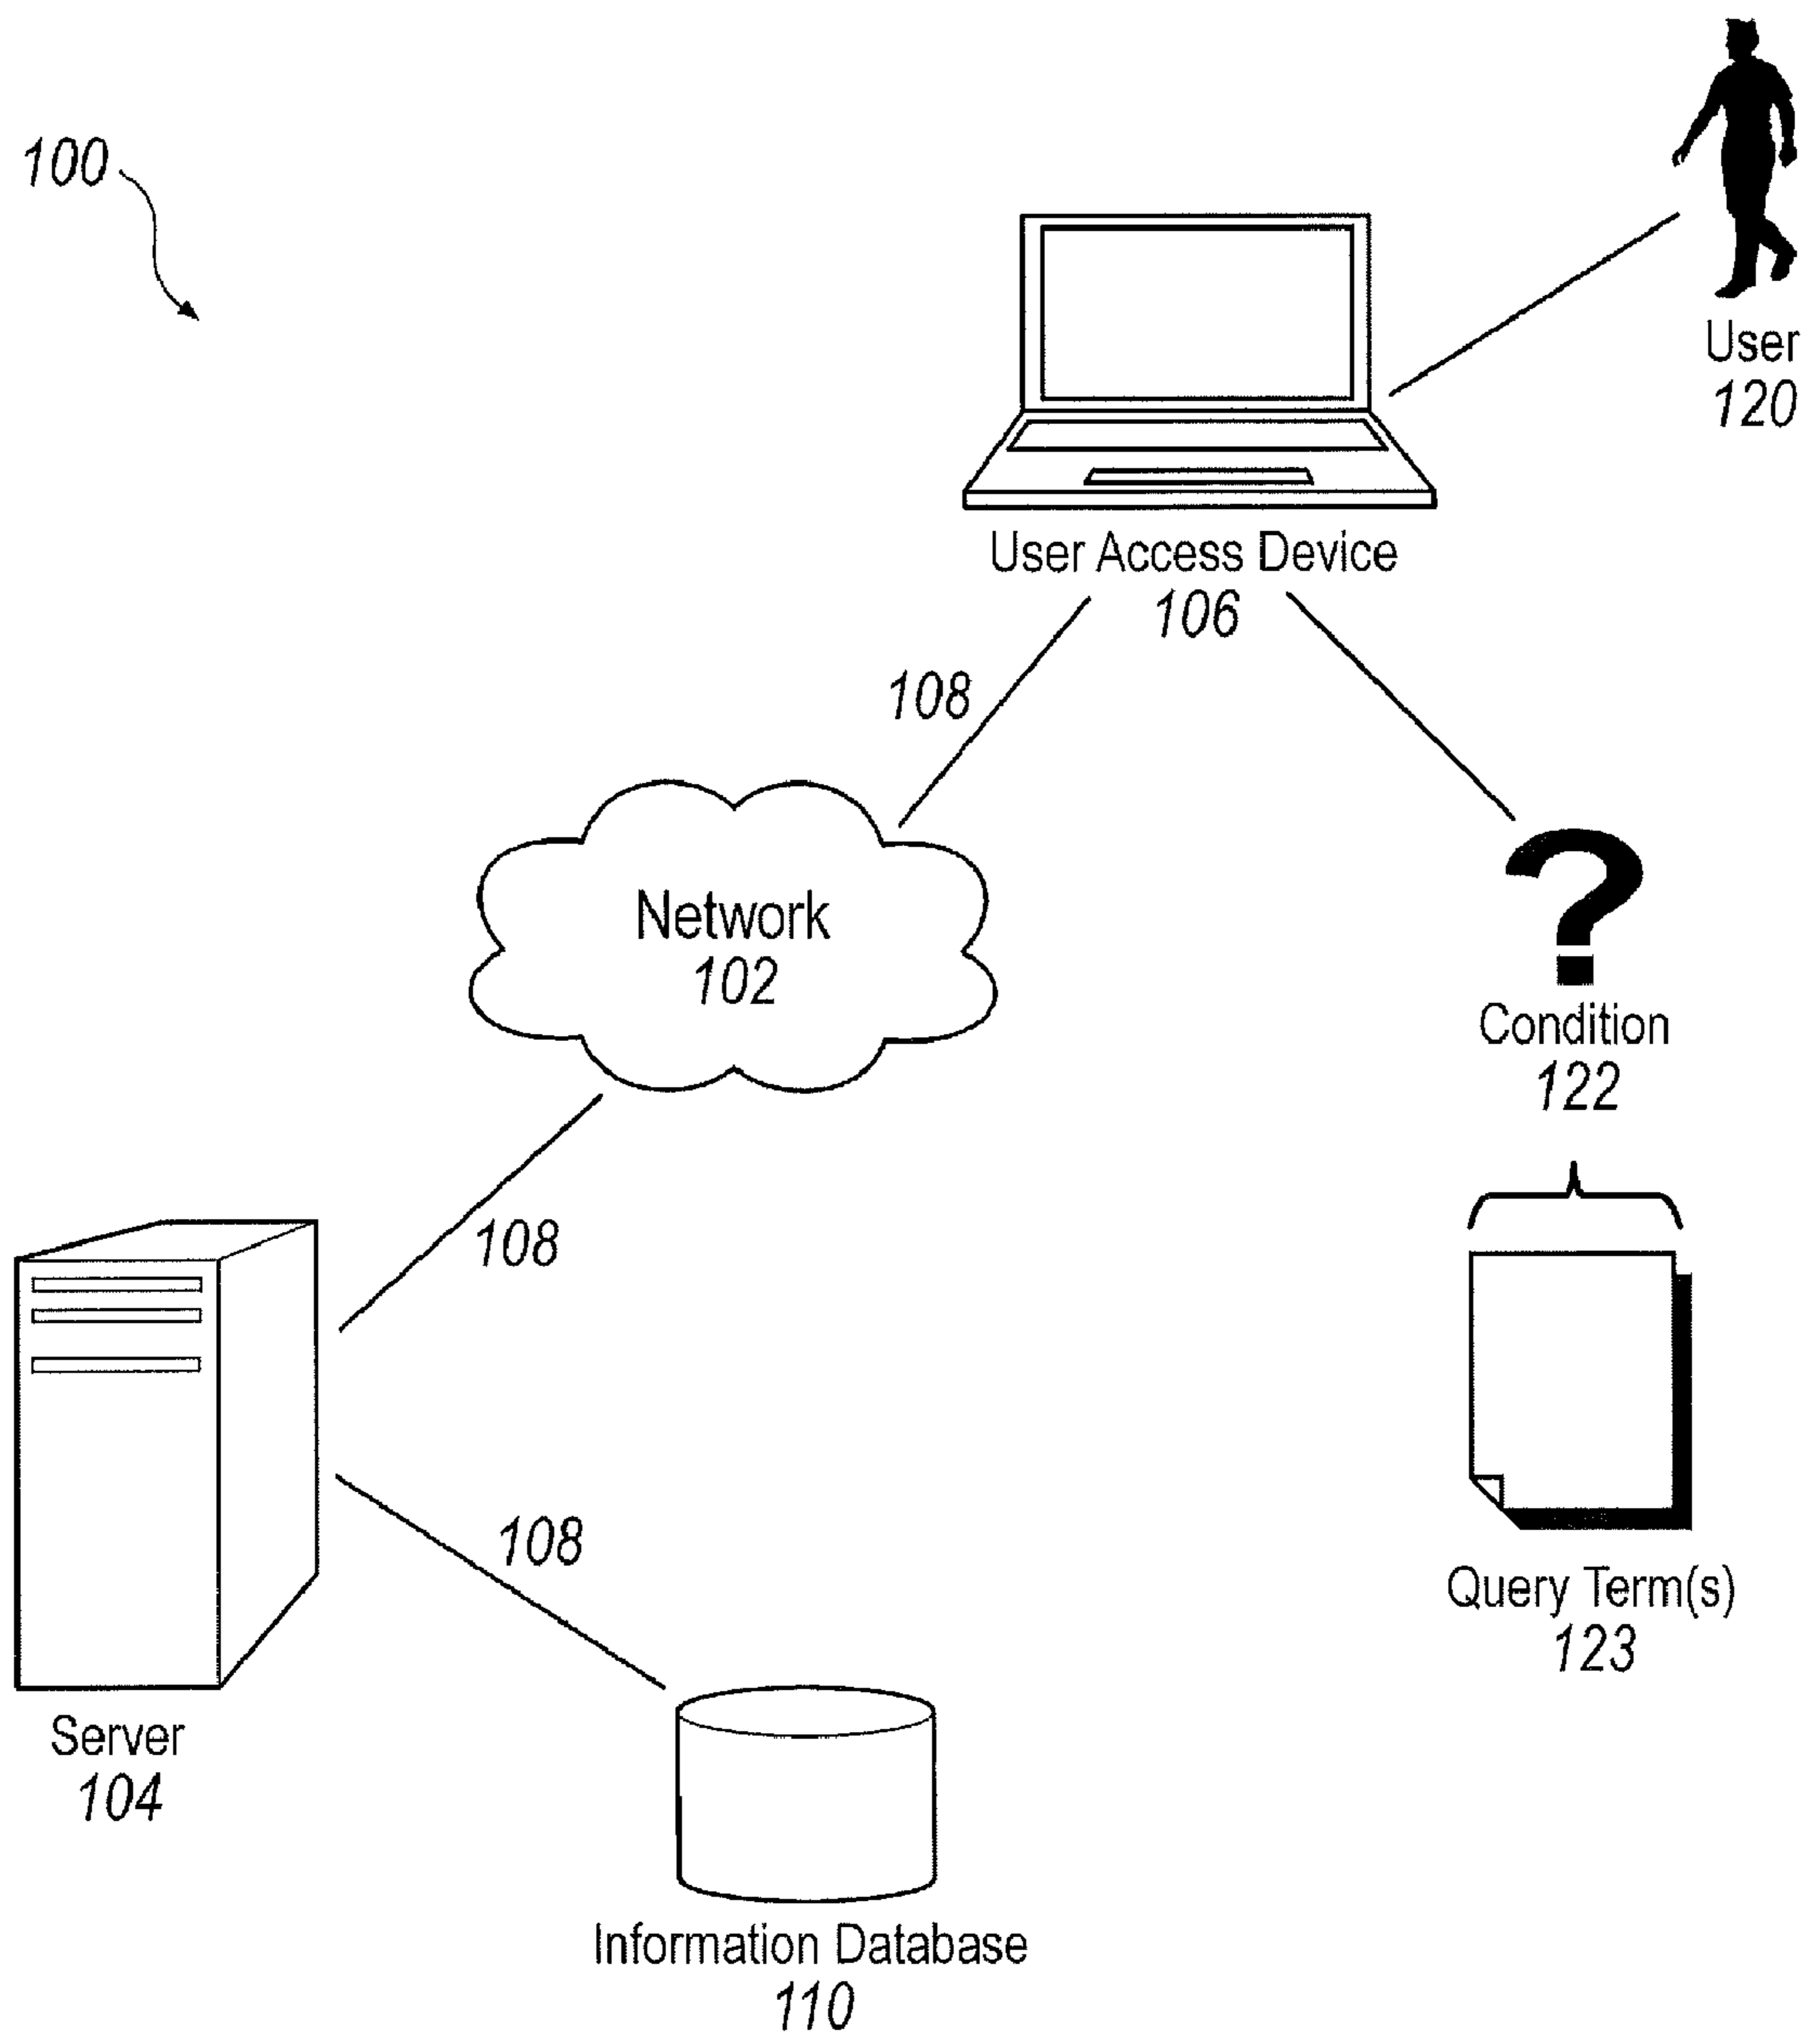 100
User
120
User Access Device
106
108
Network
102
Condition
122
108
108
Query Term(s)
123
Server
104
Information Database
110